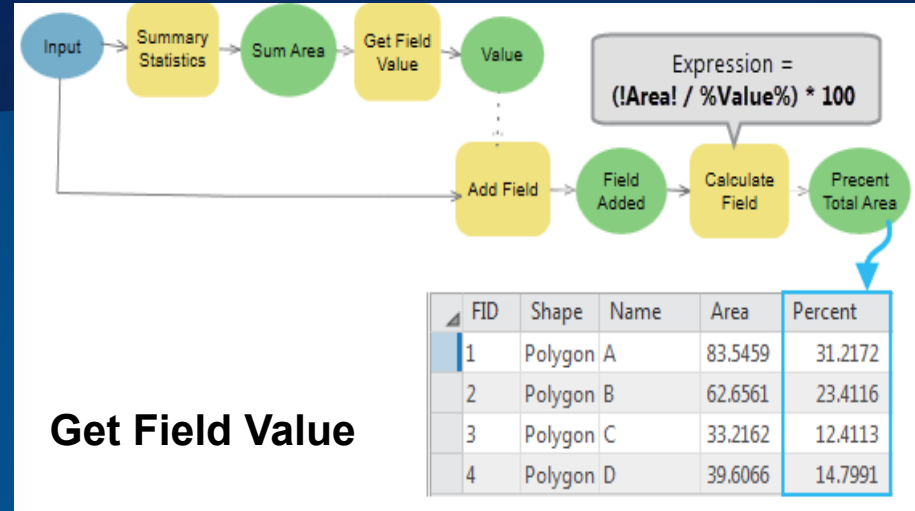 Input
Summary
Statistics
Sum Area
Get Field
Value
Value
Expression =
(!Area! / %Value%) * 100
Add Field
Field
Added
Calculate
Field
Precent
Total Area
FID Shape Name Area Percent
1 Polygon A 83.5459 31.2172
2 Polygon B 62.6561 23.4116
3 Polygon C 33.2162 12.4113
4 Polygon D 39.6066 14.7991
Get Field Value